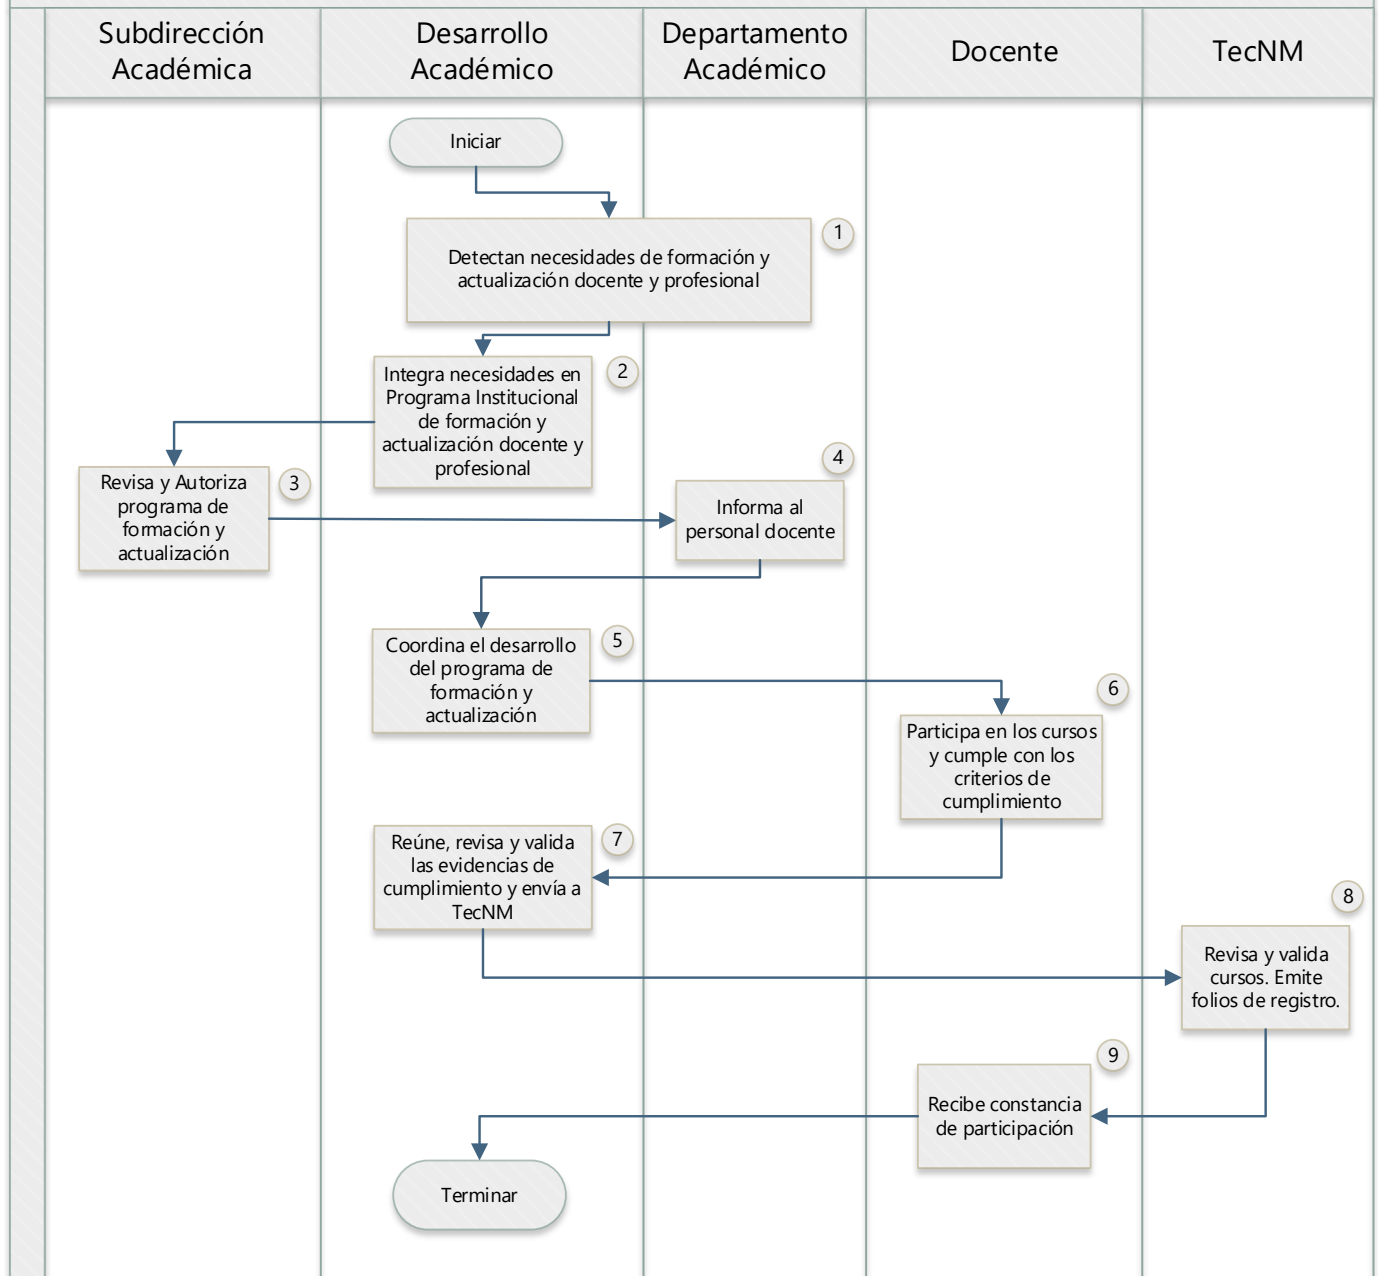 Subdirección
Académica
Desarrollo
Académico
Departamento
Académico
Docente
TecNM
Iniciar
1
Detectan necesidades de formación y
actualización docente y profesional
2
Integra necesidades en
Programa Institucional
de formación y
actualización docente y
profesional
3
Revisa y Autoriza
programa de
formación y
actualización
4
Informa al
personal docente
5
Coordina el desarrollo
del programa de
formación y
actualización
6
Participa en los cursos
y cumple con los
criterios de
cumplimiento
7
Reúne, revisa y valida
las evidencias de
cumplimiento y envía a
TecNM
8
Revisa y valida
cursos. Emite
folios de registro.
9
Recibe constancia
de participación
Terminar